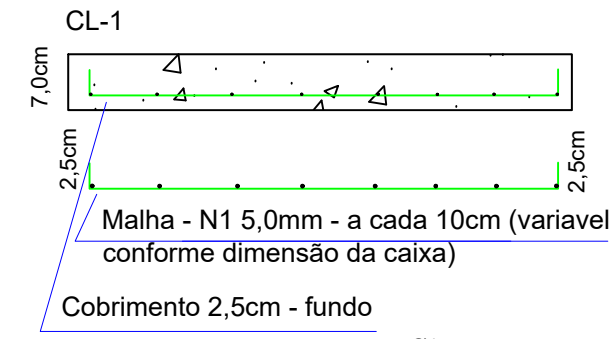 CL-1
7,0cm
2,5cm
2,5cm
Malha - N1 5,0mm - a cada 10cm (variavel
conforme dimensão da caixa)
Cobrimento 2,5cm - fundo